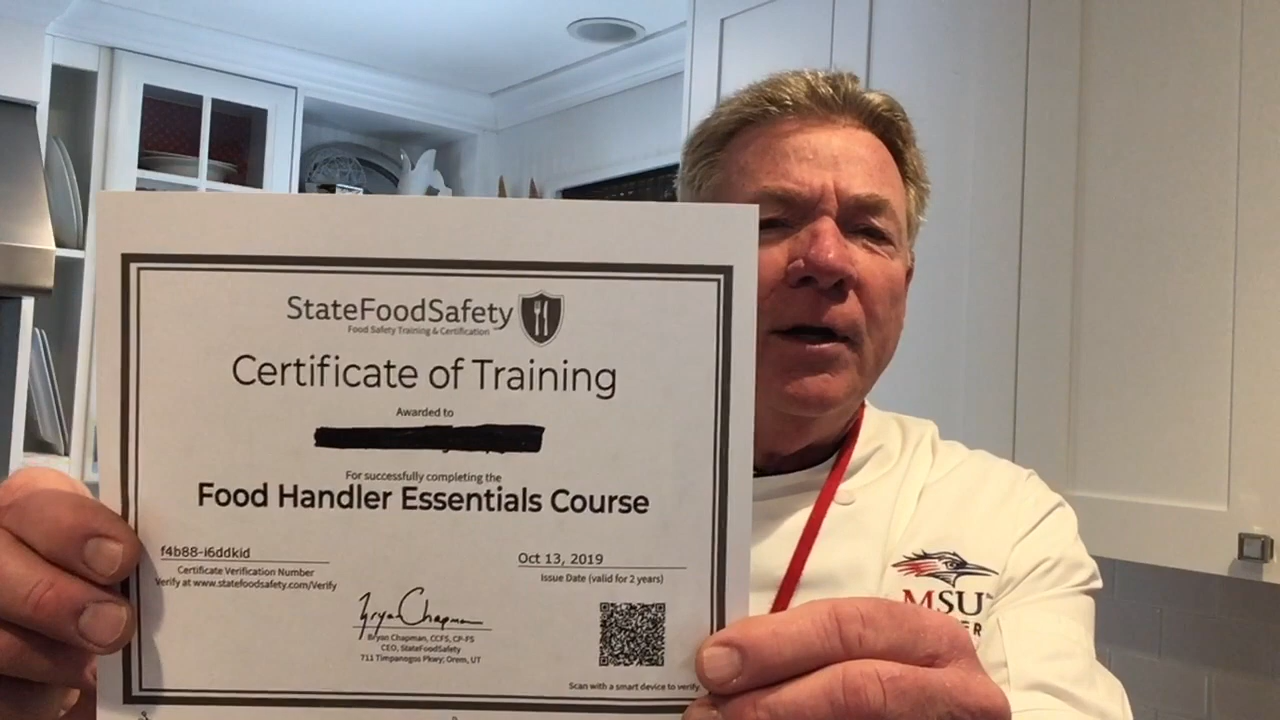 StateFoodSafety
Food Safety Training & Certification
Certificate of Training
Awarded to
For successfully completing the
Food Handler Essentials Course
f4b88-i6ddkid
Certificate Verification Number
Verify at www.statefoodsafety.com/Verify
Oct 13, 2019
Issue Date (valid for 2 years)
Bryan Chapman
Bryan Chapman, CCFS, CP-FS
CEO, StateFoodSafety
711 Timpanogos Pkwy; Orem, UT
Scan with a smart device to verify
MSU